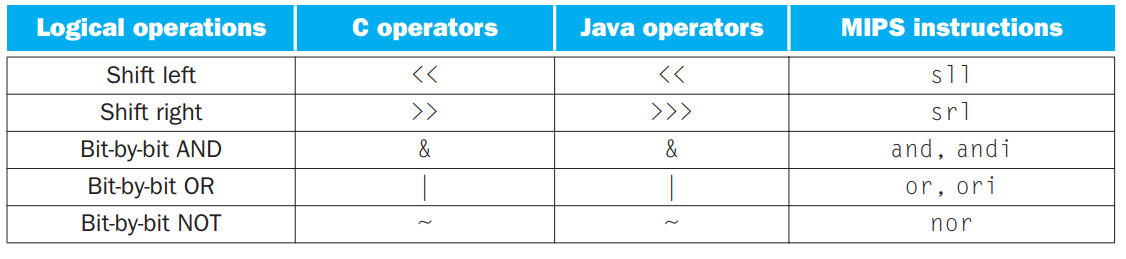 Logical operations C operators Java operators MIPS instructions
Shift left << << sll
Shift right >> >>> srl
Bit-by-bit AND & & and, andi
Bit-by-bit OR | | or, ori
Bit-by-bit NOT ~ ~ nor